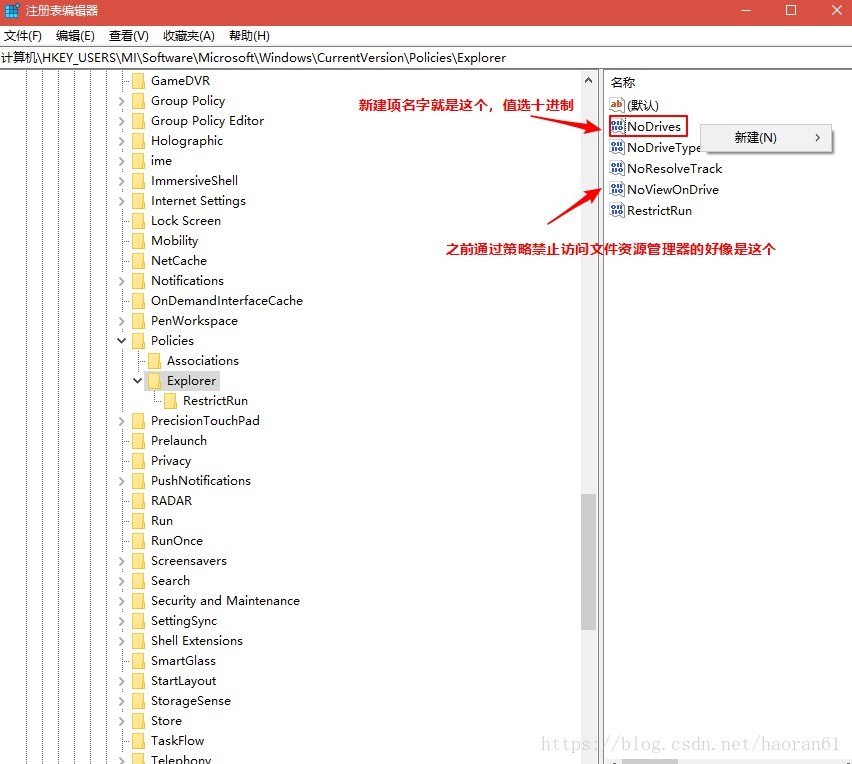 注册表编辑器
文件(F) 编辑(E) 查看(V) 收藏夹(A) 帮助(H)
计算机\HKEY_USERS\MI\Software\Microsoft\Windows\CurrentVersion\Policies\Explorer
GameDVR
Group Policy
Group Policy Editor
Holographic
ime
ImmersiveShell
Internet Settings
Lock Screen
Mobility
NetCache
Notifications
OnDemandInterfaceCache
PenWorkspace
Policies
Associations
Explorer
RestrictRun
PrecisionTouchPad
Prelaunch
Privacy
PushNotifications
RADAR
Run
RunOnce
Screensavers
Search
Security and Maintenance
SettingSync
Shell Extensions
SmartGlass
StartLayout
StorageSense
Store
TaskFlow
Telephony
新建项名字就是这个，值选十进制
之前通过策略禁止访问文件资源管理器的好像是这个
名称
ab (默认)
NoDrives
NoDriveType
NoResolveTrack
NoViewOnDrive
RestrictRun
新建(N)
https://blog.csdn.net/haoran61